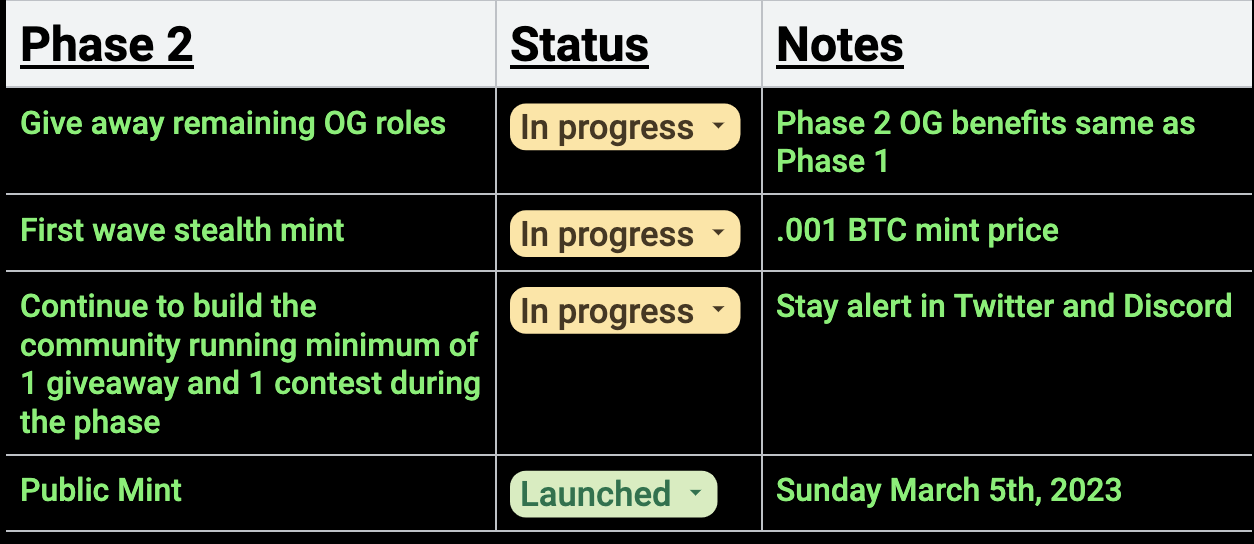 Phase 2
Status
Notes
Give away remaining OG roles
In progress
Phase 2 OG benefits same as
Phase 1
First wave stealth mint
In progress
.001 BTC mint price
Continue to build the
community running minimum of
1 giveaway and 1 contest during
the phase
In progress
Stay alert in Twitter and Discord
Public Mint
Launched
Sunday March 5th, 2023